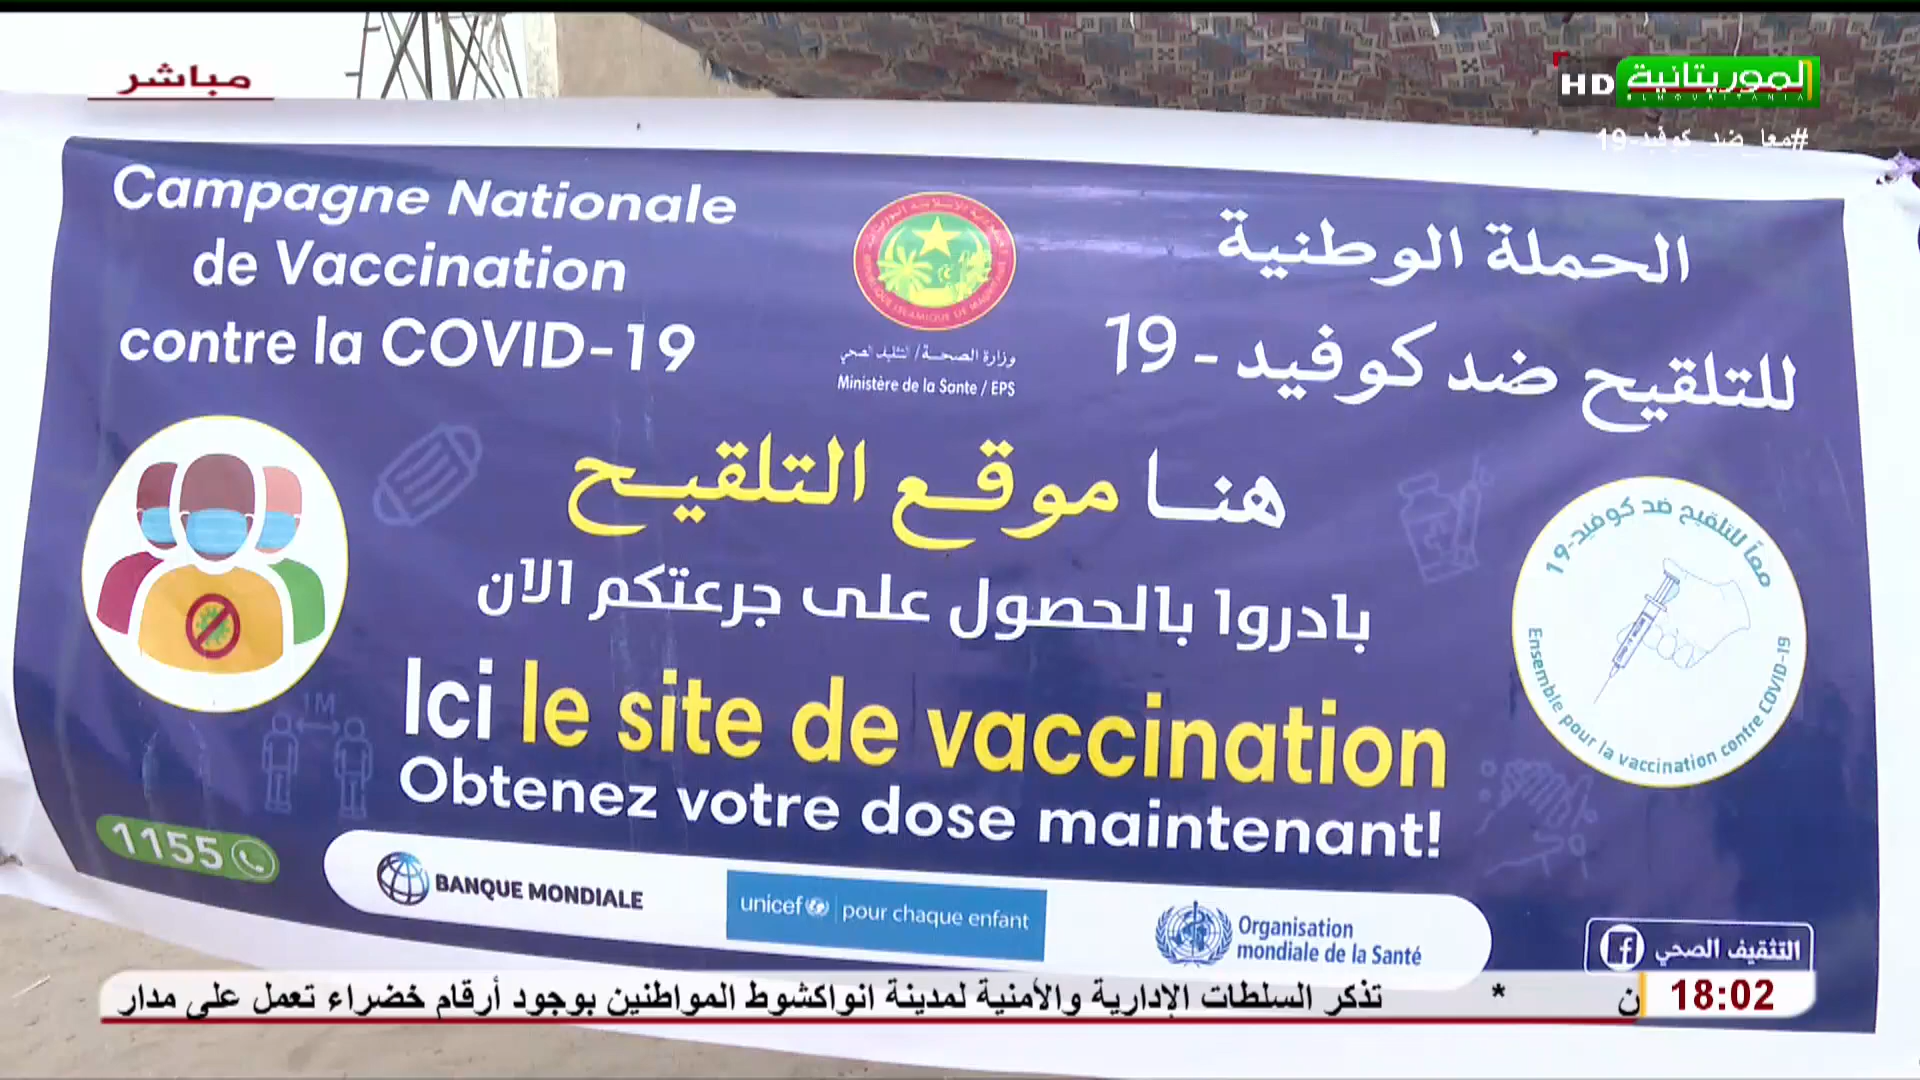 مباشر
HD الموريتانية
ELMOURITANIA
#معا_ضد_كوفيد-19
Campagne Nationale
de Vaccination
contre la COVID-19
وزارة الصحة/ التثقيف الصحي
Ministère de la Sante / EPS
الحملة الوطنية
للتلقيح ضد كوفيد - 19
هنا موقع التلقيح
بادروا بالحصول على جرعتكم الان
Ici le site de vaccination
Obtenez votre dose maintenant!
معاً للتلقيح ضد كوفيد-19
Ensemble pour la vaccination contre COVID-19
1M
1155
BANQUE MONDIALE
unicef pour chaque enfant
Organisation
mondiale de la Santé
التثقيف الصحي
ن * تذكر السلطات الإدارية والأمنية لمدينة انواكشوط المواطنين بوجود أرقام خضراء تعمل على مدار
18:02